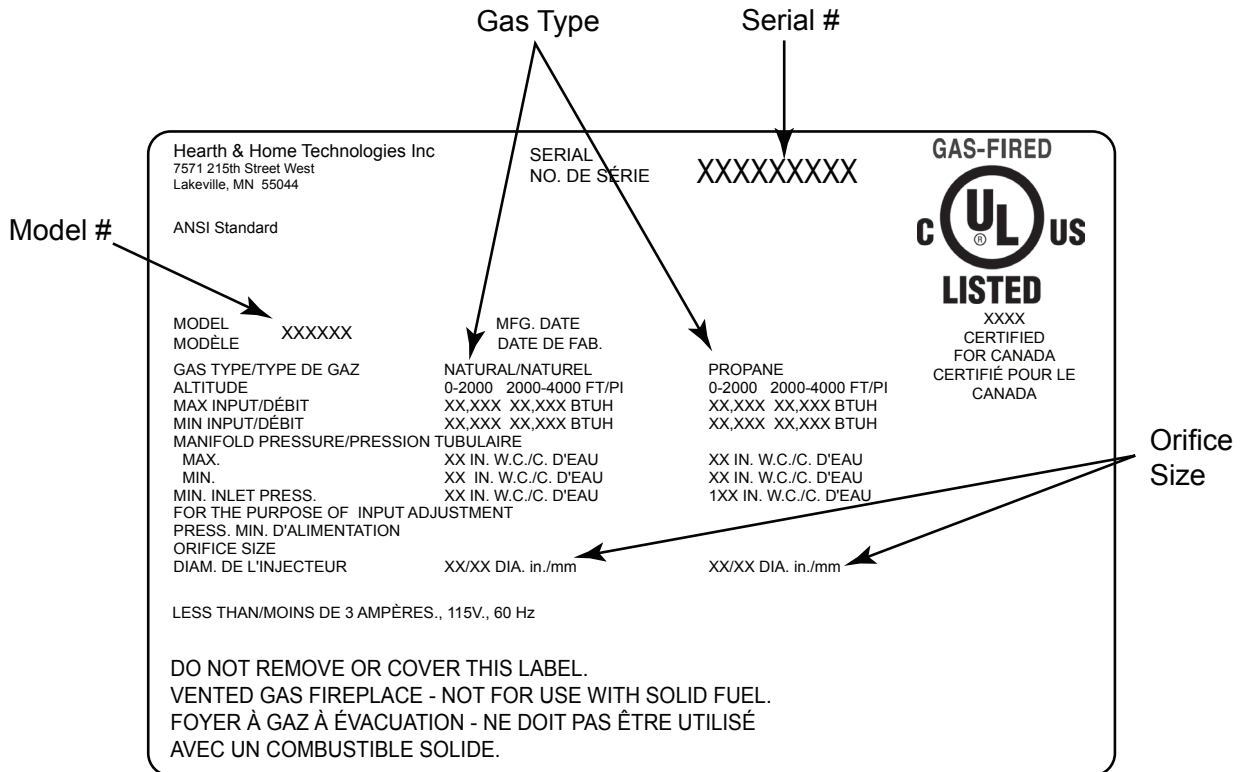 Gas Type
Serial #
Hearth & Home Technologies Inc
7571 215th Street West
Lakeville, MN 55044
SERIAL
NO. DE SÉRIE
XXXXXXXXX
GAS-FIRED
C UL ® US
LISTED
XXXX
CERTIFIED
FOR CANADA
CERTIFIÉ POUR LE
CANADA
Model #
ANSI Standard
MODEL
MODÈLE
XXXXXX
MFG. DATE
DATE DE FAB.
GAS TYPE/TYPE DE GAZ NATURAL/NATUREL PROPANE
ALTITUDE 0-2000 2000-4000 FT/PI 0-2000 2000-4000 FT/PI
MAX INPUT/DÉBIT XX,XXX XX,XXX BTUH XX,XXX XX,XXX BTUH
MIN INPUT/DÉBIT XX,XXX XX,XXX BTUH XX,XXX XX,XXX BTUH
MANIFOLD PRESSURE/PRESSION TUBULAIRE
MAX. XX IN. W.C./C. D'EAU XX IN. W.C./C. D'EAU
MIN. XX IN. W.C./C. D'EAU XX IN. W.C./C. D'EAU
MIN. INLET PRESS. XX IN. W.C./C. D'EAU 1XX IN. W.C./C. D'EAU
FOR THE PURPOSE OF INPUT ADJUSTMENT
PRESS. MIN. D'ALIMENTATION
ORIFICE SIZE
DIAM. DE L'INJECTEUR XX/XX DIA. in./mm XX/XX DIA. in./mm
Orifice
Size
LESS THAN/MOINS DE 3 AMPÈRES., 115V., 60 Hz
DO NOT REMOVE OR COVER THIS LABEL.
VENTED GAS FIREPLACE - NOT FOR USE WITH SOLID FUEL.
FOYER À GAZ À ÉVACUATION - NE DOIT PAS ÊTRE UTILISÉ
AVEC UN COMBUSTIBLE SOLIDE.